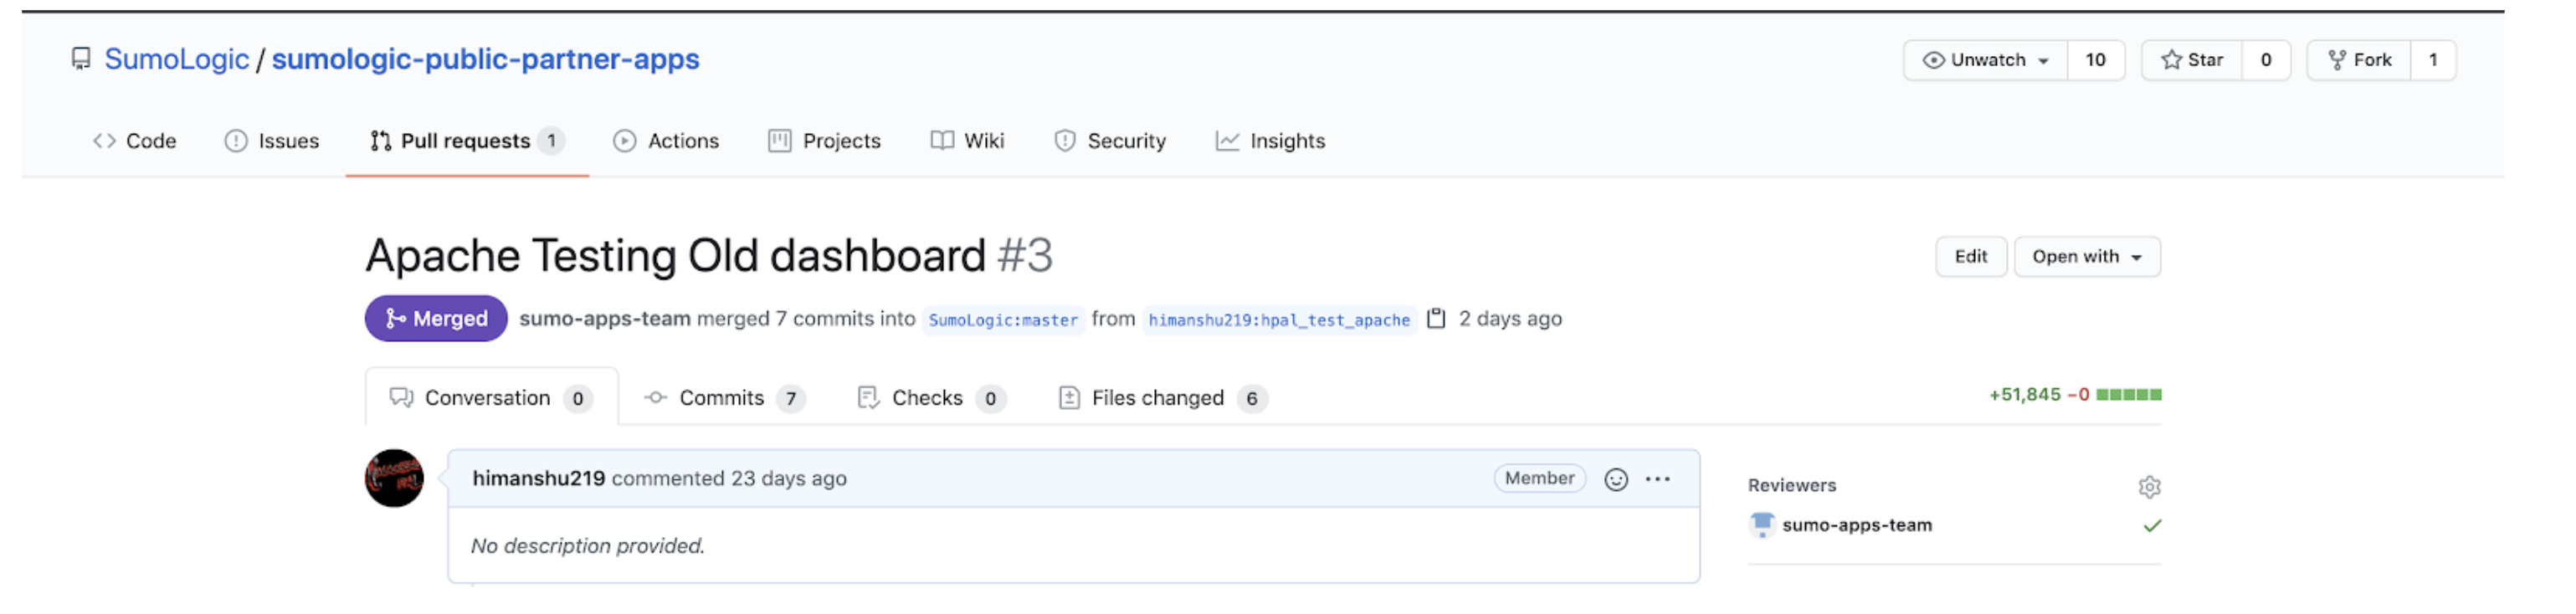 SumoLogic / sumologic-public-partner-apps
Unwatch 10 Star 0 Fork 1
Code Issues Pull requests 1 Actions Projects Wiki Security Insights
Apache Testing Old dashboard #3
Edit Open with
Merged sumo-apps-team merged 7 commits into SumoLogic:master from himanshu219:hpal_test_apache 2 days ago
Conversation 0 Commits 7 Checks 0 Files changed 6
+51,845 −0
himanshu219 commented 23 days ago Member ...
No description provided.
Reviewers
sumo-apps-team